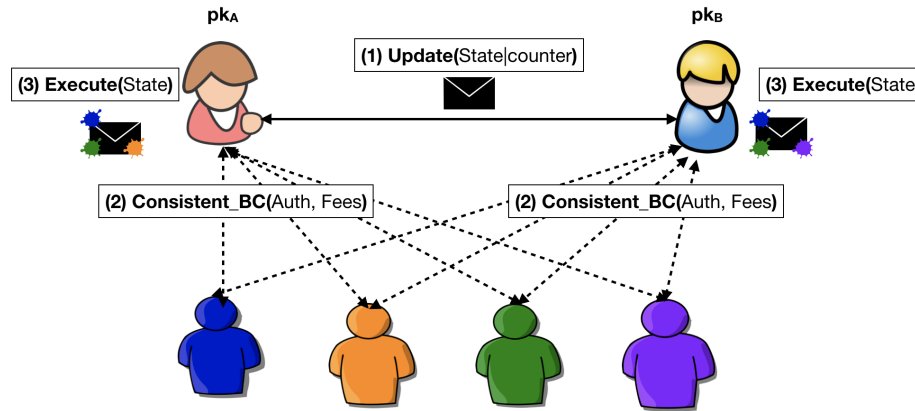 pkA
pkB
(1) Update(State|counter)
(3) Execute(State)
(3) Execute(State
(2) Consistent_BC(Auth, Fees)
(2) Consistent_BC(Auth, Fees)